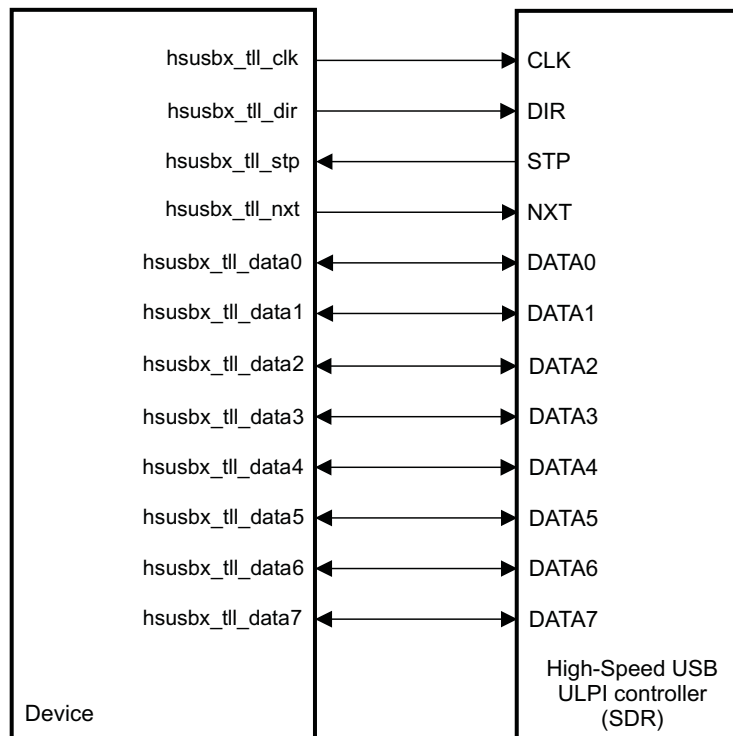 hsusbx_tll_clk CLK
hsusbx_tll_dir DIR
hsusbx_tll_stp STP
hsusbx_tll_nxt NXT
hsusbx_tll_data0 DATA0
hsusbx_tll_data1 DATA1
hsusbx_tll_data2 DATA2
hsusbx_tll_data3 DATA3
hsusbx_tll_data4 DATA4
hsusbx_tll_data5 DATA5
hsusbx_tll_data6 DATA6
hsusbx_tll_data7 DATA7
Device
High-Speed USB
ULPI controller
(SDR)